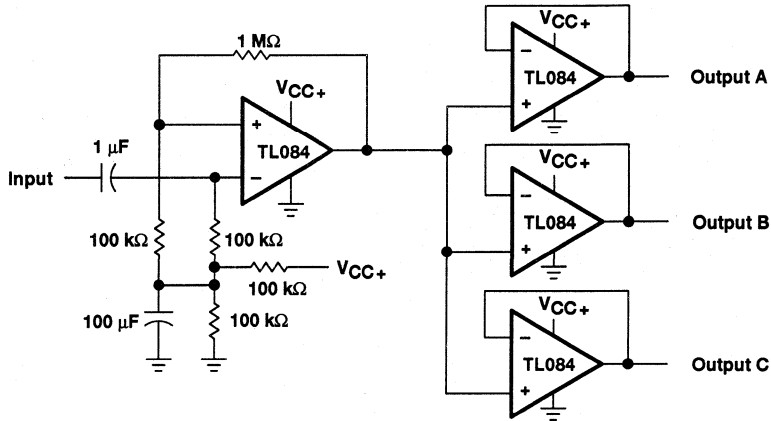 1 MΩ
VCC+
+
TL084
−
1 μF
Input
100 kΩ
100 kΩ
VCC+
100 kΩ
100 μF
100 kΩ
VCC+
−
TL084
+
Output A
VCC+
−
TL084
+
Output B
VCC+
−
TL084
+
Output C